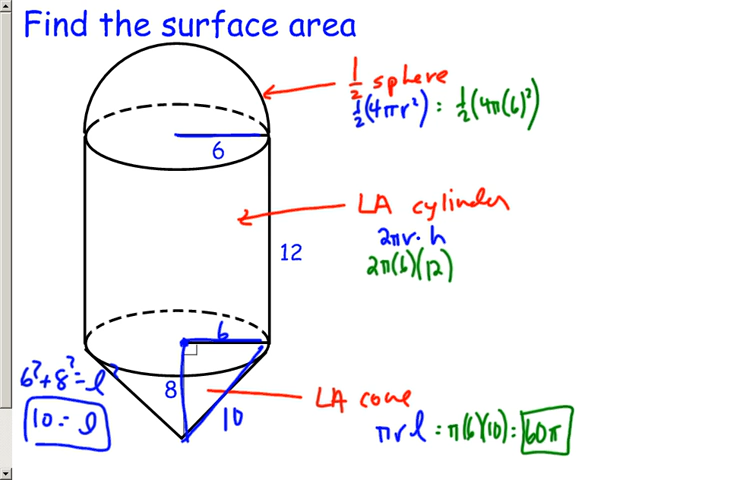 Find the surface area
1/2 sphere
1/2(4πr²) = 1/2(4π(6)²)
6
LA cylinder
2πr·h
2π(6)(12)
12
6
6²+8²=l²
8
10 = l
10
LA cone
πrl = π(6)(10) = 60π